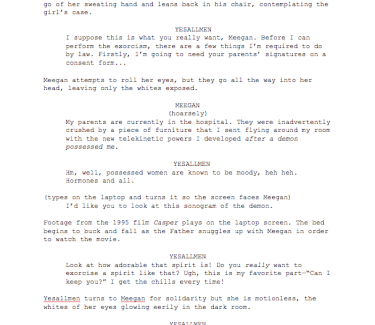 go of her sweating hand and leans back in his chair, contemplating the
girl's case.
YESALLMEN
I suppose this is what you really want, Meegan. Before I can
perform the exorcism, there are a few things I'm required to do
by law. Firstly, I'm going to need your parents' signatures on a
consent form...
Meegan attempts to roll her eyes, but they go all the way into her
head, leaving only the whites exposed.
MEEGAN
(hoarsely)
My parents are currently in the hospital. They were inadvertently
crushed by a piece of furniture that I sent flying around my room
with the new telekinetic powers I developed after a demon
possessed me.
YESALLMEN
Hm, well, possessed women are known to be moody, heh heh.
Hormones and all.
(types on the laptop and turns it so the screen faces Meegan)
I'd like you to look at this sonogram of the demon.
Footage from the 1995 film Casper plays on the laptop screen. The bed
begins to buck and fall as the Father snuggles up with Meegan in order
to watch the movie.
YESALLMEN
Look at how adorable that spirit is! Do you really want to
exorcise a spirit like that? Ugh, this is my favorite part—"Can I
keep you?" I get the chills every time!
Yesallmen turns to Meegan for solidarity but she is motionless, the
whites of her eyes glowing eerily in the dark room.
YESALLMEN